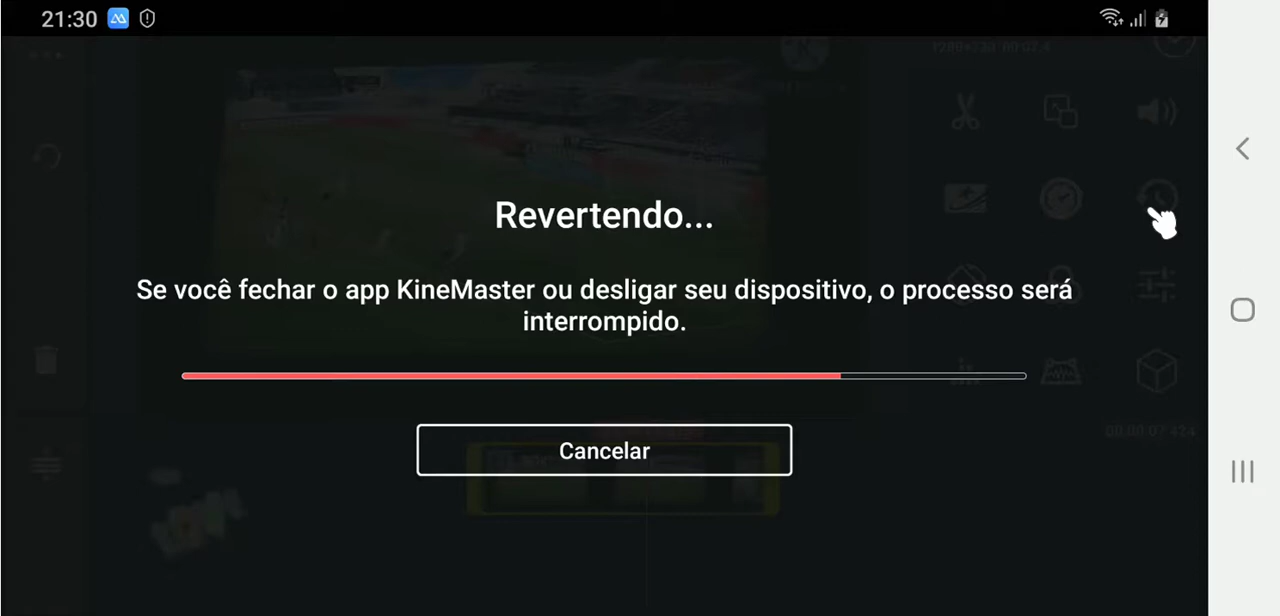 21:30
Revertendo...
Se você fechar o app KineMaster ou desligar seu dispositivo, o processo será
interrompido.
Cancelar